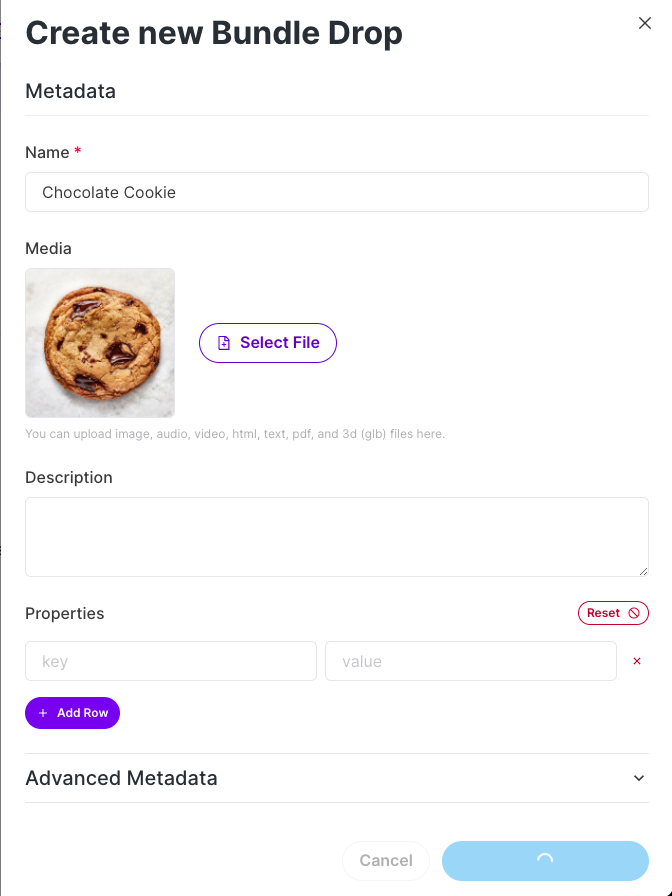 Create new Bundle Drop
Metadata
Name *
Chocolate Cookie
Media
Select File
You can upload image, audio, video, html, text, pdf, and 3d (glb) files here.
Description
Properties
Reset
key
value
+ Add Row
Advanced Metadata
Cancel